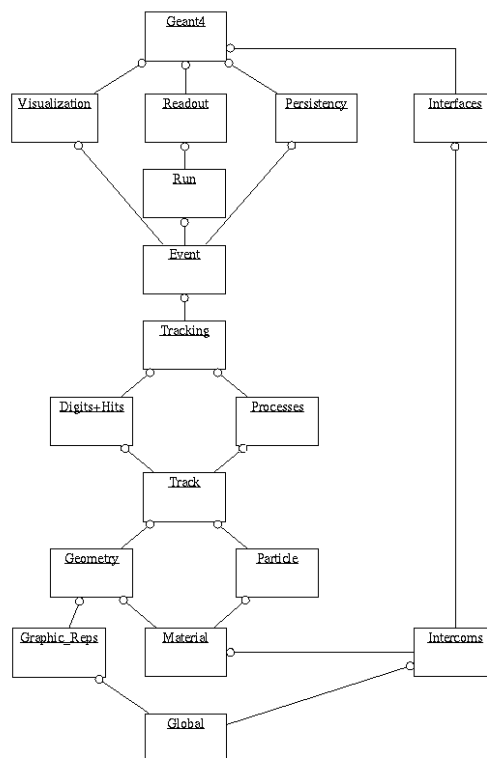 Geant4
Visualization
Readout
Persistency
Interfaces
Run
Event
Tracking
Digits+Hits
Processes
Track
Geometry
Particle
Graphic_Reps
Material
Intercoms
Global